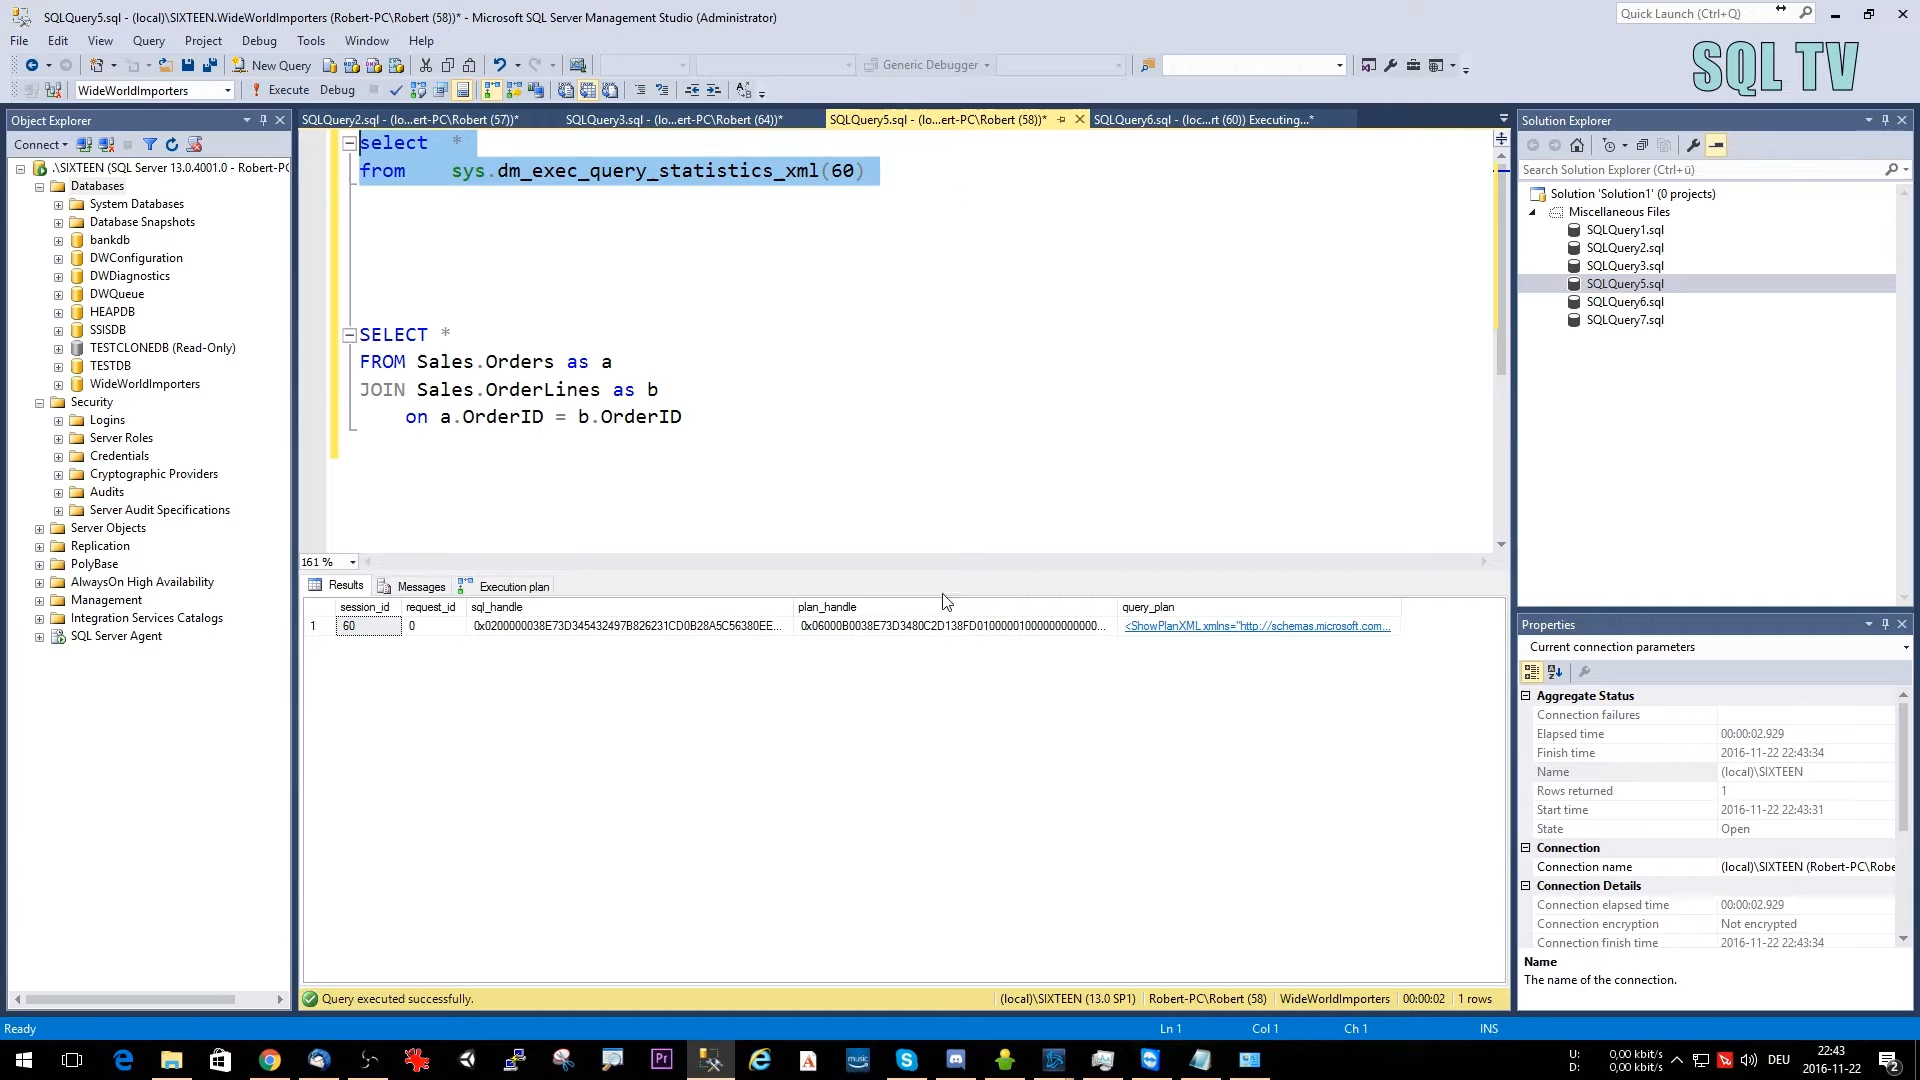 SQLQuery5.sql - (local)\SIXTEEN.WideWorldImporters (Robert-PC\Robert (58))* - Microsoft SQL Server Management Studio (Administrator)
Quick Launch (Ctrl+Q)
File Edit View Query Project Debug Tools Window Help
SQL TV
New Query
Generic Debugger
WideWorldImporters
Execute Debug
Object Explorer
Connect
.\SIXTEEN (SQL Server 13.0.4001.0 - Robert-PC
Databases
System Databases
Database Snapshots
bankdb
DWConfiguration
DWDiagnostics
DWQueue
HEAPDB
SSISDB
TESTCLONEDB (Read-Only)
TESTDB
WideWorldImporters
Security
Logins
Server Roles
Credentials
Cryptographic Providers
Audits
Server Audit Specifications
Server Objects
Replication
PolyBase
AlwaysOn High Availability
Management
Integration Services Catalogs
SQL Server Agent
SQLQuery2.sql - (lo...ert-PC\Robert (57))*
SQLQuery3.sql - (lo...ert-PC\Robert (64))*
SQLQuery5.sql - (lo...ert-PC\Robert (58))*
SQLQuery6.sql - (loc...rt (60)) Executing...*
select *
from sys.dm_exec_query_statistics_xml(60)
SELECT *
FROM Sales.Orders as a
JOIN Sales.OrderLines as b
on a.OrderID = b.OrderID
161 %
Results Messages Execution plan
session_id request_id sql_handle plan_handle query_plan
1 60 0 0x0200000038E73D345432497B826231CD0B28A5C56380EE... 0x06000B0038E73D3480C2D138FD01000001000000000000... <ShowPlanXML xmlns="http://schemas.microsoft.com...
Query executed successfully.
(local)\SIXTEEN (13.0 SP1) Robert-PC\Robert (58) WideWorldImporters 00:00:02 1 rows
Solution Explorer
Search Solution Explorer (Ctrl+ü)
Solution 'Solution1' (0 projects)
Miscellaneous Files
SQLQuery1.sql
SQLQuery2.sql
SQLQuery3.sql
SQLQuery5.sql
SQLQuery6.sql
SQLQuery7.sql
Properties
Current connection parameters
Aggregate Status
Connection failures
Elapsed time 00:00:02.929
Finish time 2016-11-22 22:43:34
Name (local)\SIXTEEN
Rows returned 1
Start time 2016-11-22 22:43:31
State Open
Connection
Connection name (local)\SIXTEEN (Robert-PC\Robe
Connection Details
Connection elapsed time 00:00:02.929
Connection encryption Not encrypted
Connection finish time 2016-11-22 22:43:34
Name
The name of the connection.
Ready
Ln 1 Col 1 Ch 1 INS
Pr
music
U: 0,00 kbit/s
D: 0,00 kbit/s
DEU
22:43
2016-11-22
2